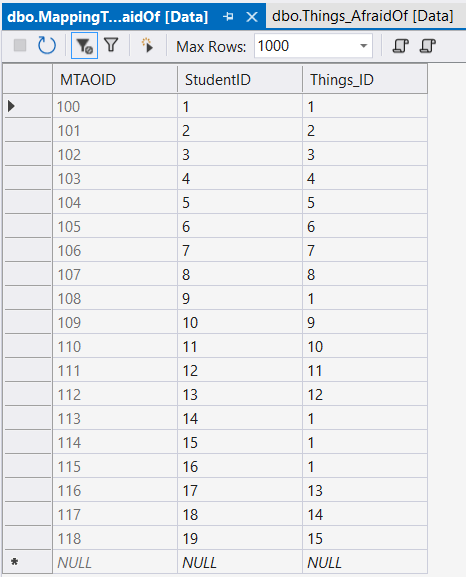 dbo.MappingT...aidOf [Data] dbo.Things_AfraidOf [Data]
Max Rows: 1000
MTAOID StudentID Things_ID
100 1 1
101 2 2
102 3 3
103 4 4
104 5 5
105 6 6
106 7 7
107 8 8
108 9 1
109 10 9
110 11 10
111 12 11
112 13 12
113 14 1
114 15 1
115 16 1
116 17 13
117 18 14
118 19 15
NULL NULL NULL